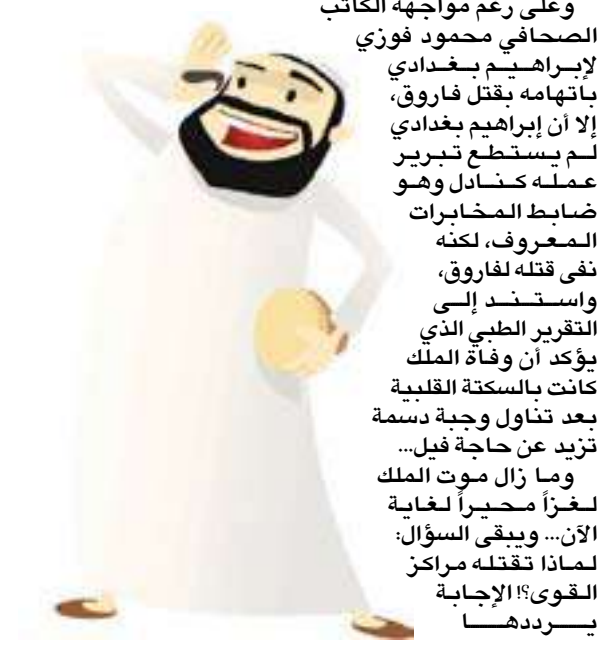 وعلى رغم مواجهة الكاتب
الصحافي محمود فوزي
لإبراهيم بغدادي
باتهامه بقتل فاروق،
إلا أن إبراهيم بغدادي
لم يستطع تبرير
عمله كنادل وهو
ضابط المخابرات
المعروف، لكنه
نفى قتله لفاروق،
واستند إلى
التقرير الطبي الذي
يؤكد أن وفاة الملك
كانت بالسكتة القلبية
بعد تناول وجبة دسمة
تزيد عن حاجة فيل...
وما زال موت الملك
لغزاً محيراً لغاية
الآن... ويبقى السؤال:
لماذا تقتله مراكز
القوى؟! الإجابة
يرددها